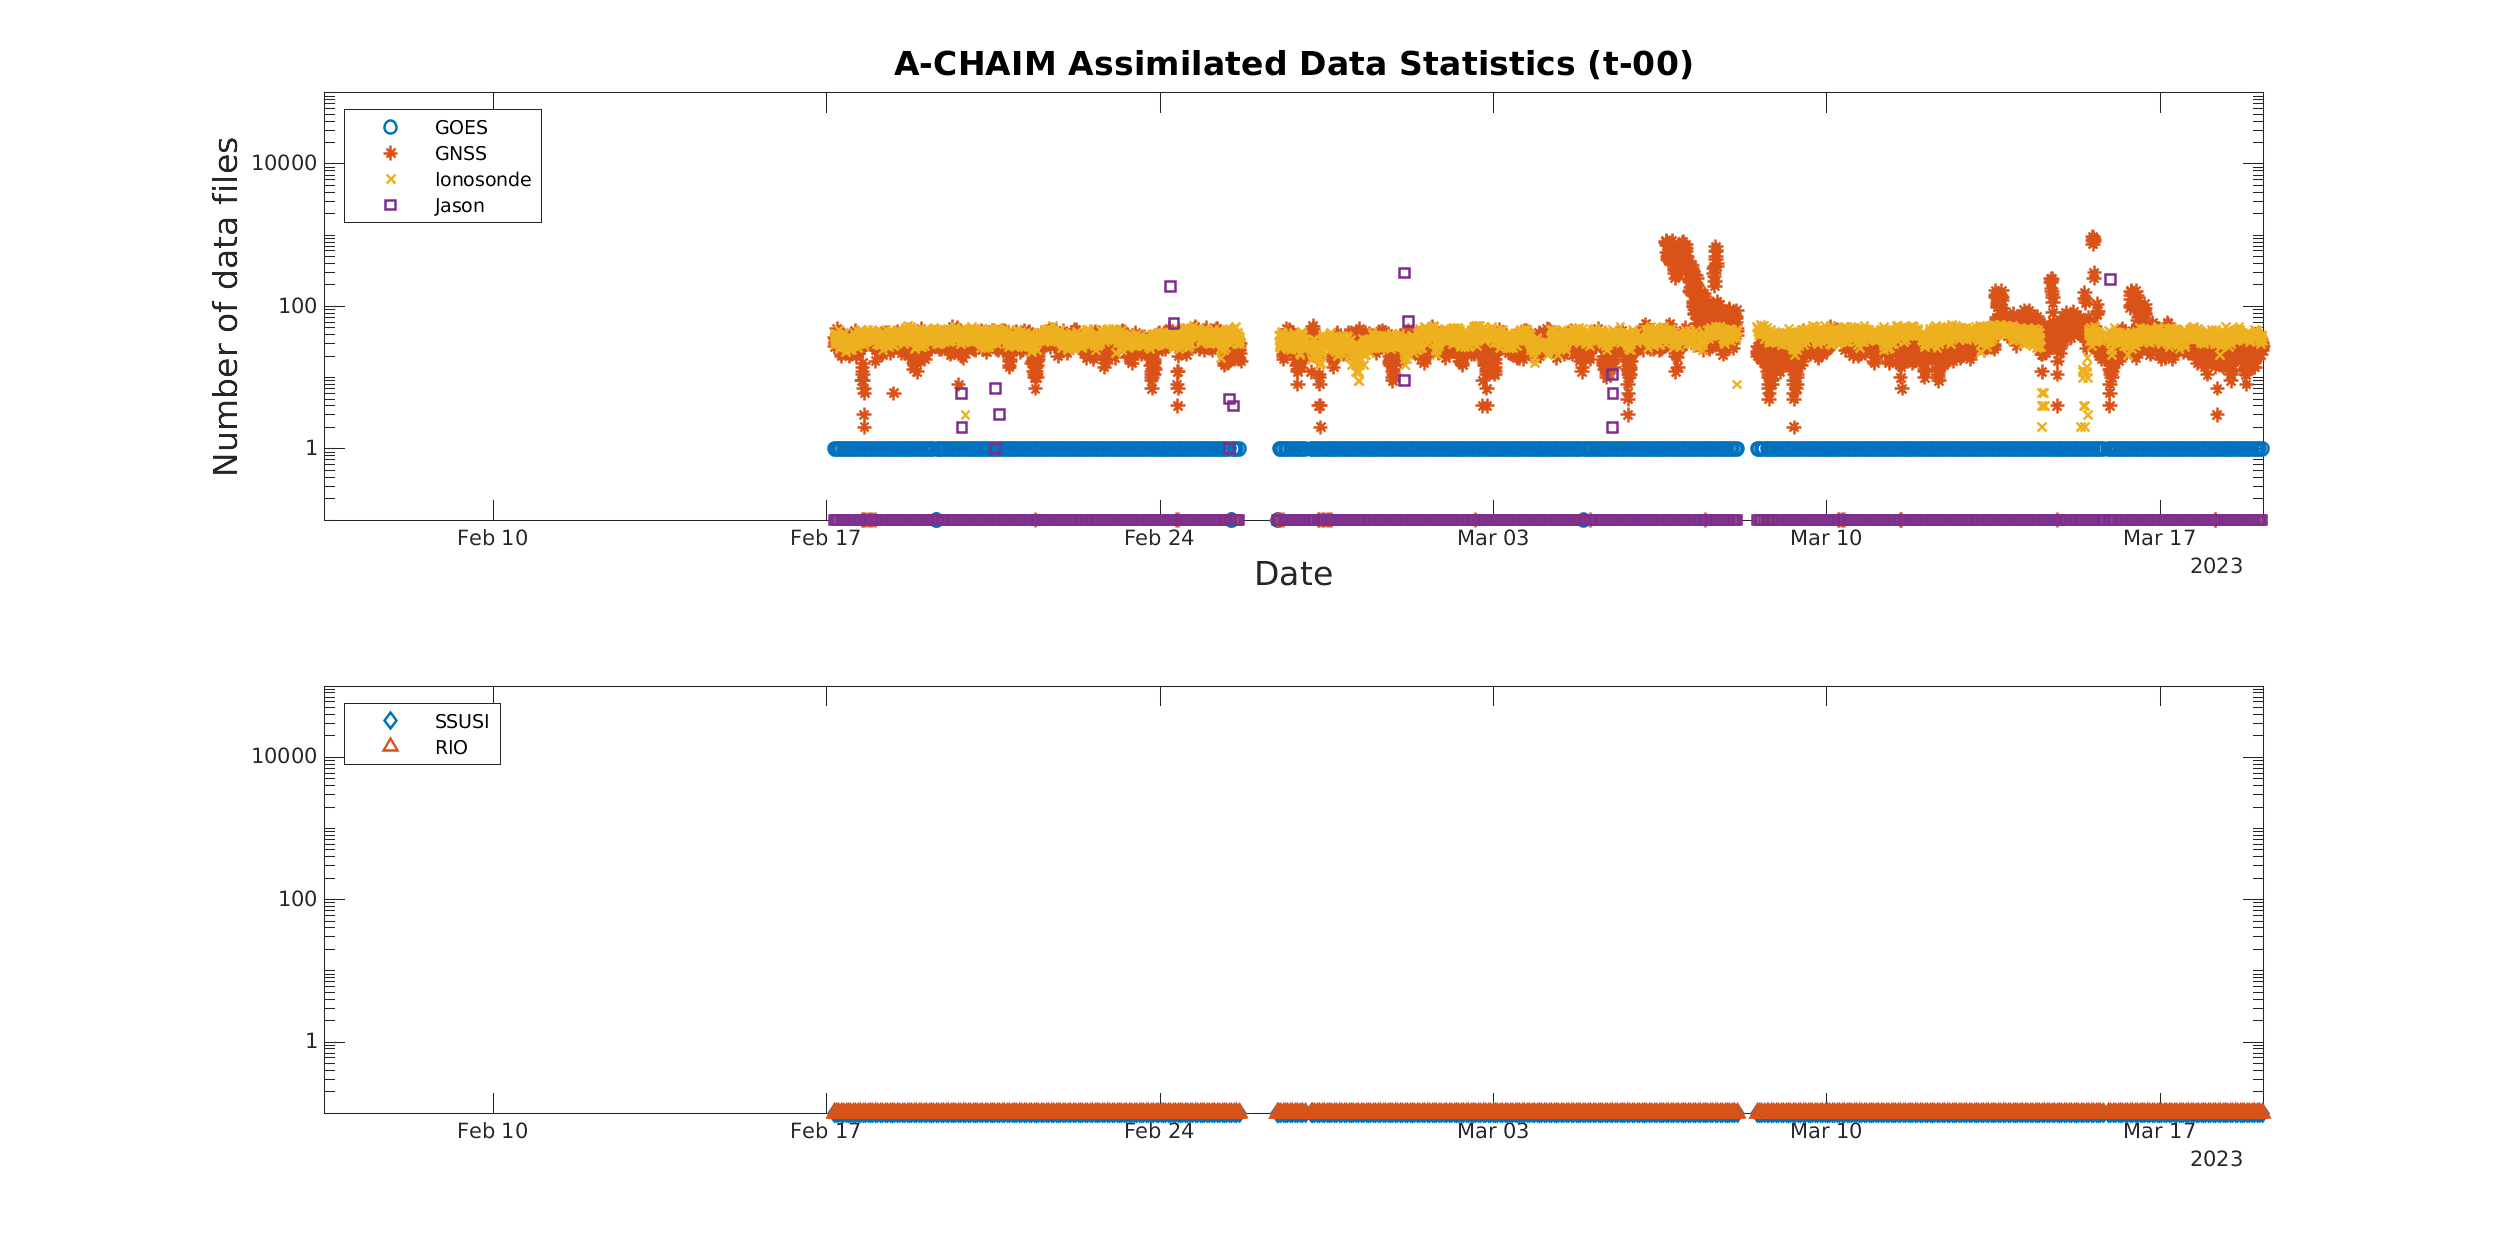 A-CHAIM Assimilated Data Statistics (t-00)
Number of data files
10000
100
1
GOES
GNSS
Ionosonde
Jason
Feb 10
Feb 17
Feb 24
Mar 03
Mar 10
Mar 17
2023
Date
10000
100
1
SSUSI
RIO
Feb 10
Feb 17
Feb 24
Mar 03
Mar 10
Mar 17
2023